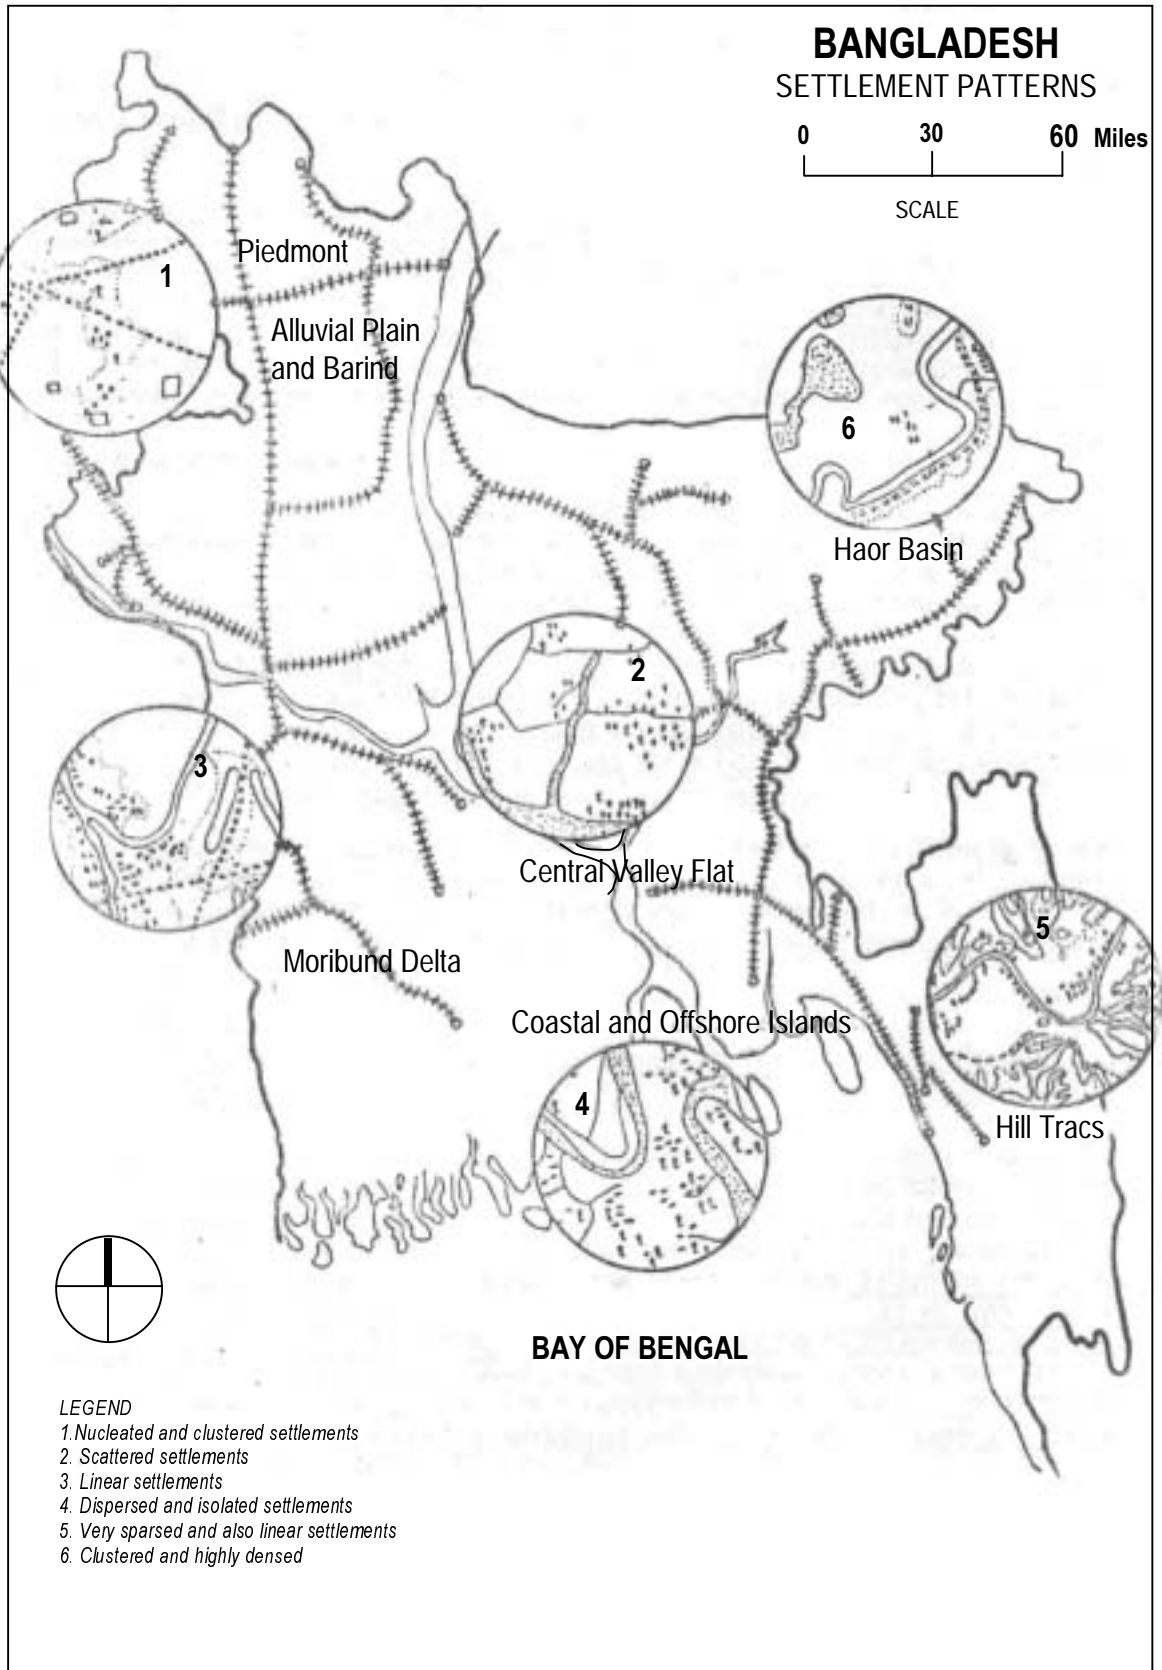 BANGLADESH
SETTLEMENT PATTERNS
0 30 60 Miles
SCALE
Piedmont
1
Alluvial Plain
and Barind
6
Haor Basin
2
3
Central Valley Flat
5
Moribund Delta
Coastal and Offshore Islands
4
Hill Tracs
BAY OF BENGAL
LEGEND
1.Nucleated and clustered settlements
2. Scattered settlements
3. Linear settlements
4. Dispersed and isolated settlements
5. Very sparsed and also linear settlements
6. Clustered and highly densed